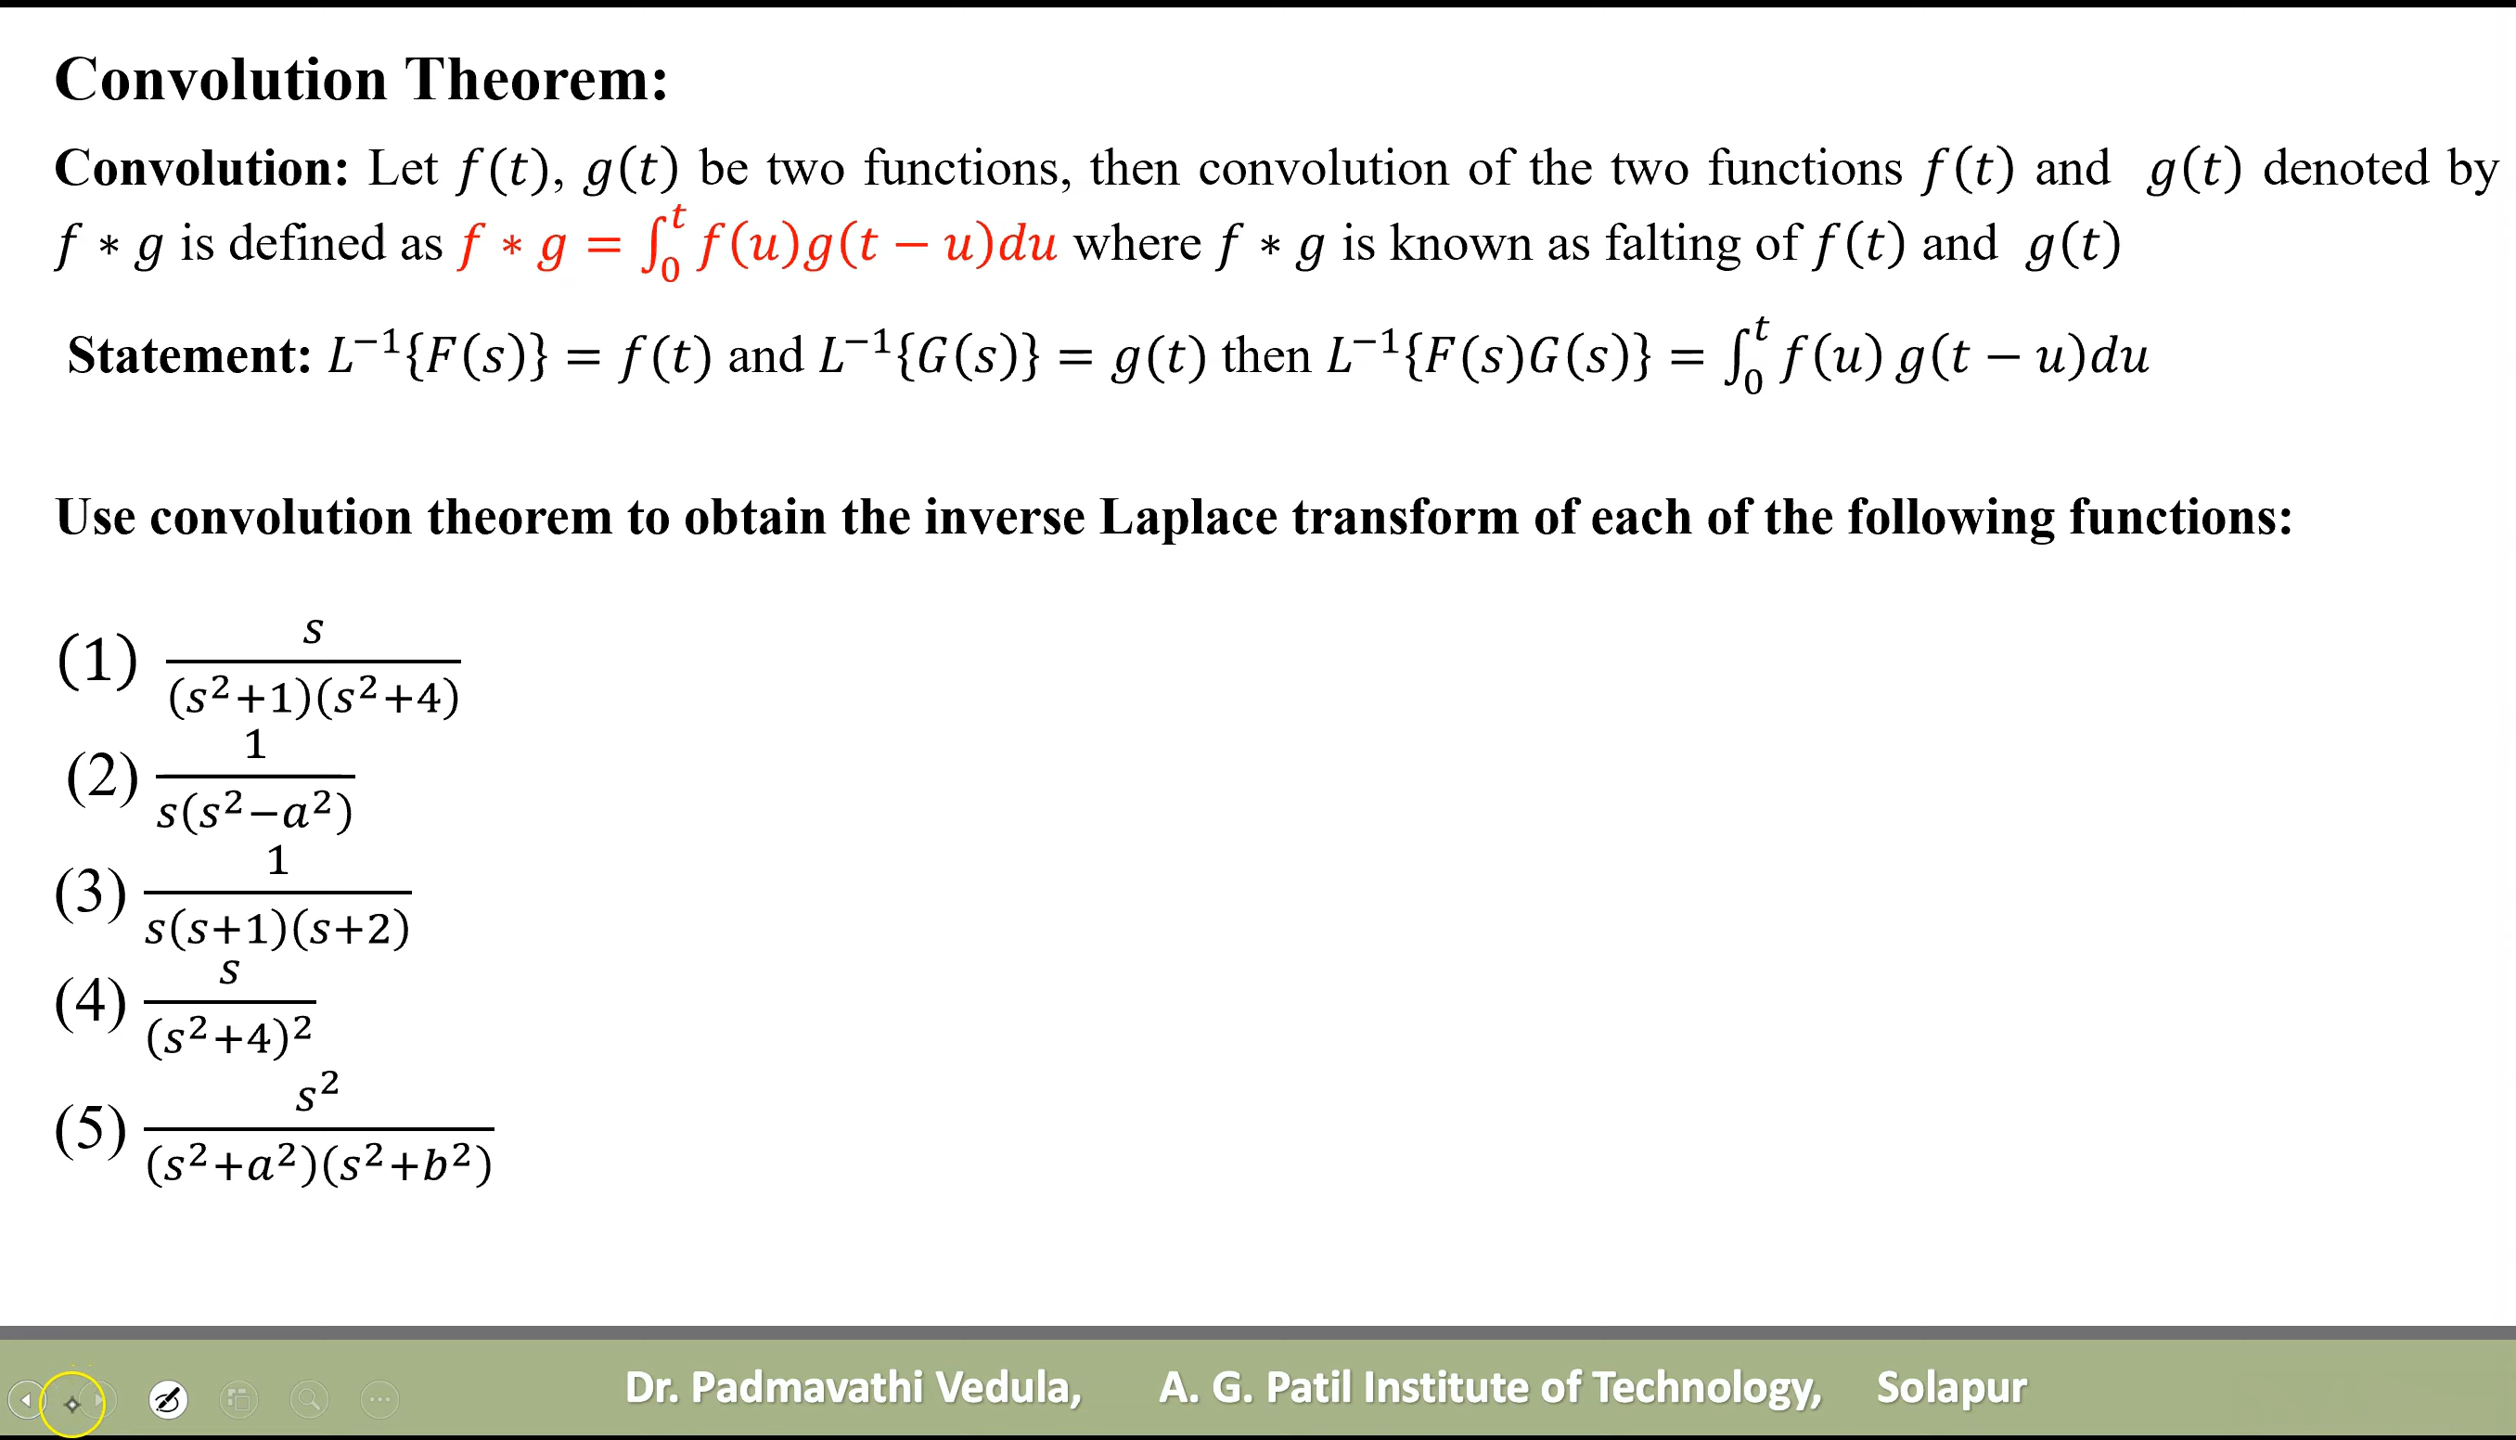 Convolution Theorem:
Convolution: Let f(t), g(t) be two functions, then convolution of the two functions f(t) and g(t) denoted by
f ∗ g is defined as f ∗ g = ∫₀ᵗ f(u)g(t − u)du where f ∗ g is known as falting of f(t) and g(t)
Statement: L⁻¹{F(s)} = f(t) and L⁻¹{G(s)} = g(t) then L⁻¹{F(s)G(s)} = ∫₀ᵗ f(u) g(t − u)du
Use convolution theorem to obtain the inverse Laplace transform of each of the following functions:
(1) s/((s²+1)(s²+4))
(2) 1/(s(s²−a²))
(3) 1/(s(s+1)(s+2))
(4) s/(s²+4)²
(5) s²/((s²+a²)(s²+b²))
Dr. Padmavathi Vedula, A. G. Patil Institute of Technology, Solapur